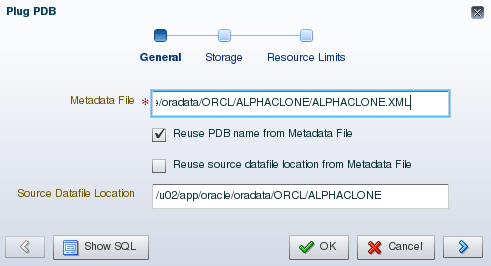 Plug PDB
General Storage Resource Limits
Metadata File * e/oradata/ORCL/ALPHACLONE/ALPHACLONE.XML
Reuse PDB name from Metadata File
Reuse source datafile location from Metadata File
Source Datafile Location /u02/app/oracle/oradata/ORCL/ALPHACLONE
Show SQL OK Cancel